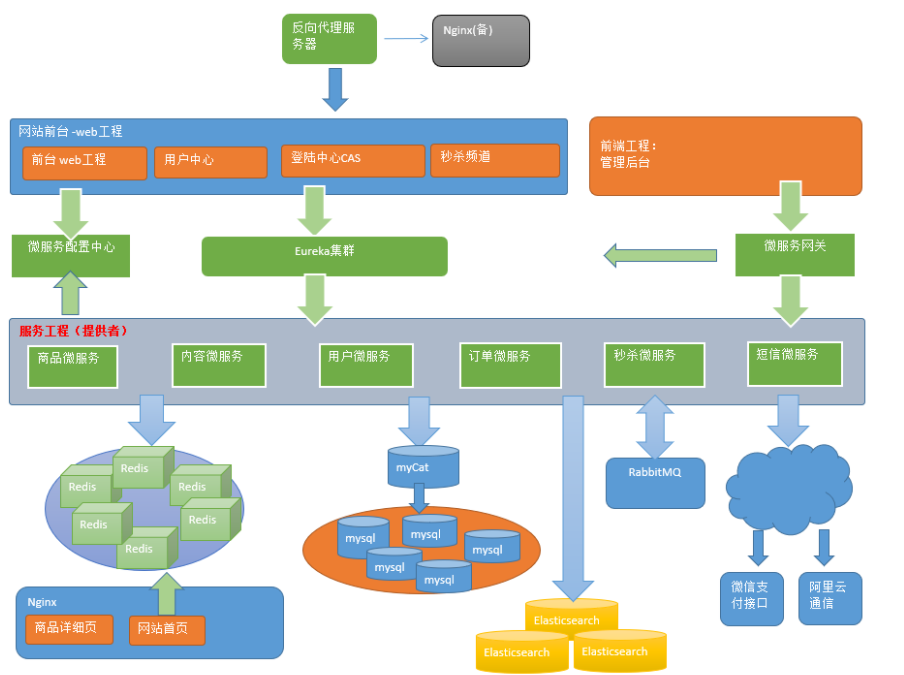 反向代理服
务器
Nginx(备)
网站前台 -web工程
前台 web工程
用户中心
登陆中心CAS
秒杀频道
前端工程：
管理后台
微服务配置中心
Eureka集群
微服务网关
服务工程（提供者）
商品微服务
内容微服务
用户微服务
订单微服务
秒杀微服务
短信微服务
Redis
Redis
Redis
Redis
Redis
Redis
myCat
mysql
mysql
mysql
mysql
mysql
RabbitMQ
微信支
付接口
阿里云
通信
Nginx
商品详细页
网站首页
Elasticsearch
Elasticsearch
Elasticsearch